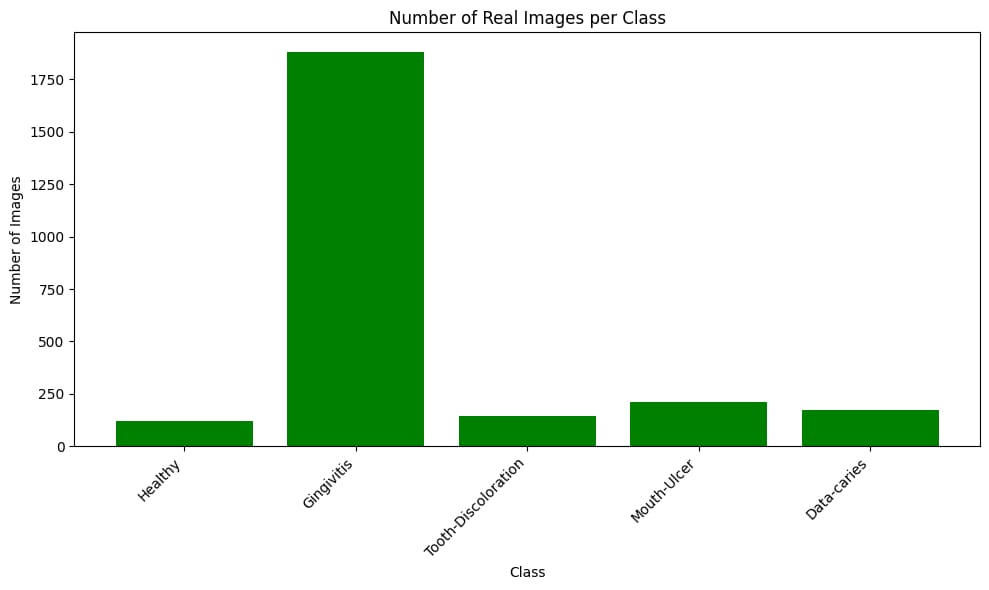 Number of Real Images per Class
Number of Images
1750
1500
1250
1000
750
500
250
0
Healthy
Gingivitis
Tooth-Discoloration
Mouth-Ulcer
Data-caries
Class